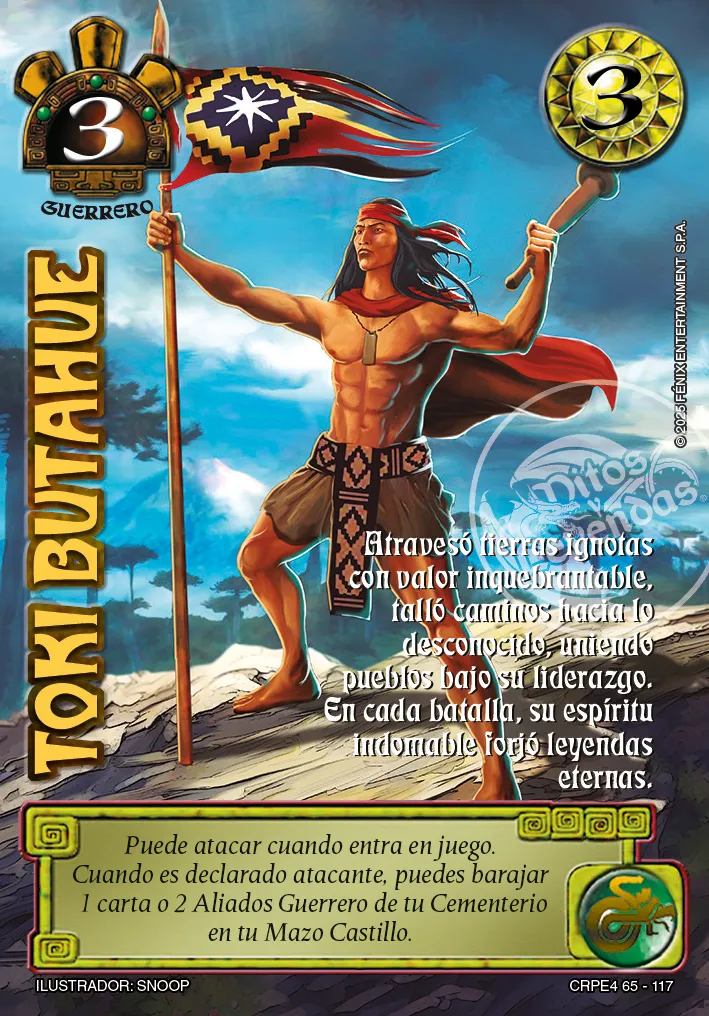 3
3
GUERRERO
TOKI BUTAHUE
© 2025 FÉNIX ENTERTAINMENT S.P.A.
Mitos
y
Leyendas
Atravesó tierras ignotas
con valor inquebrantable,
talló caminos hacia lo
desconocido, uniendo
pueblos bajo su liderazgo.
En cada batalla, su espíritu
indomable forjó leyendas
eternas.
Puede atacar cuando entra en juego.
Cuando es declarado atacante, puedes barajar
1 carta o 2 Aliados Guerrero de tu Cementerio
en tu Mazo Castillo.
ILUSTRADOR: SNOOP
CRPE4 65 - 117